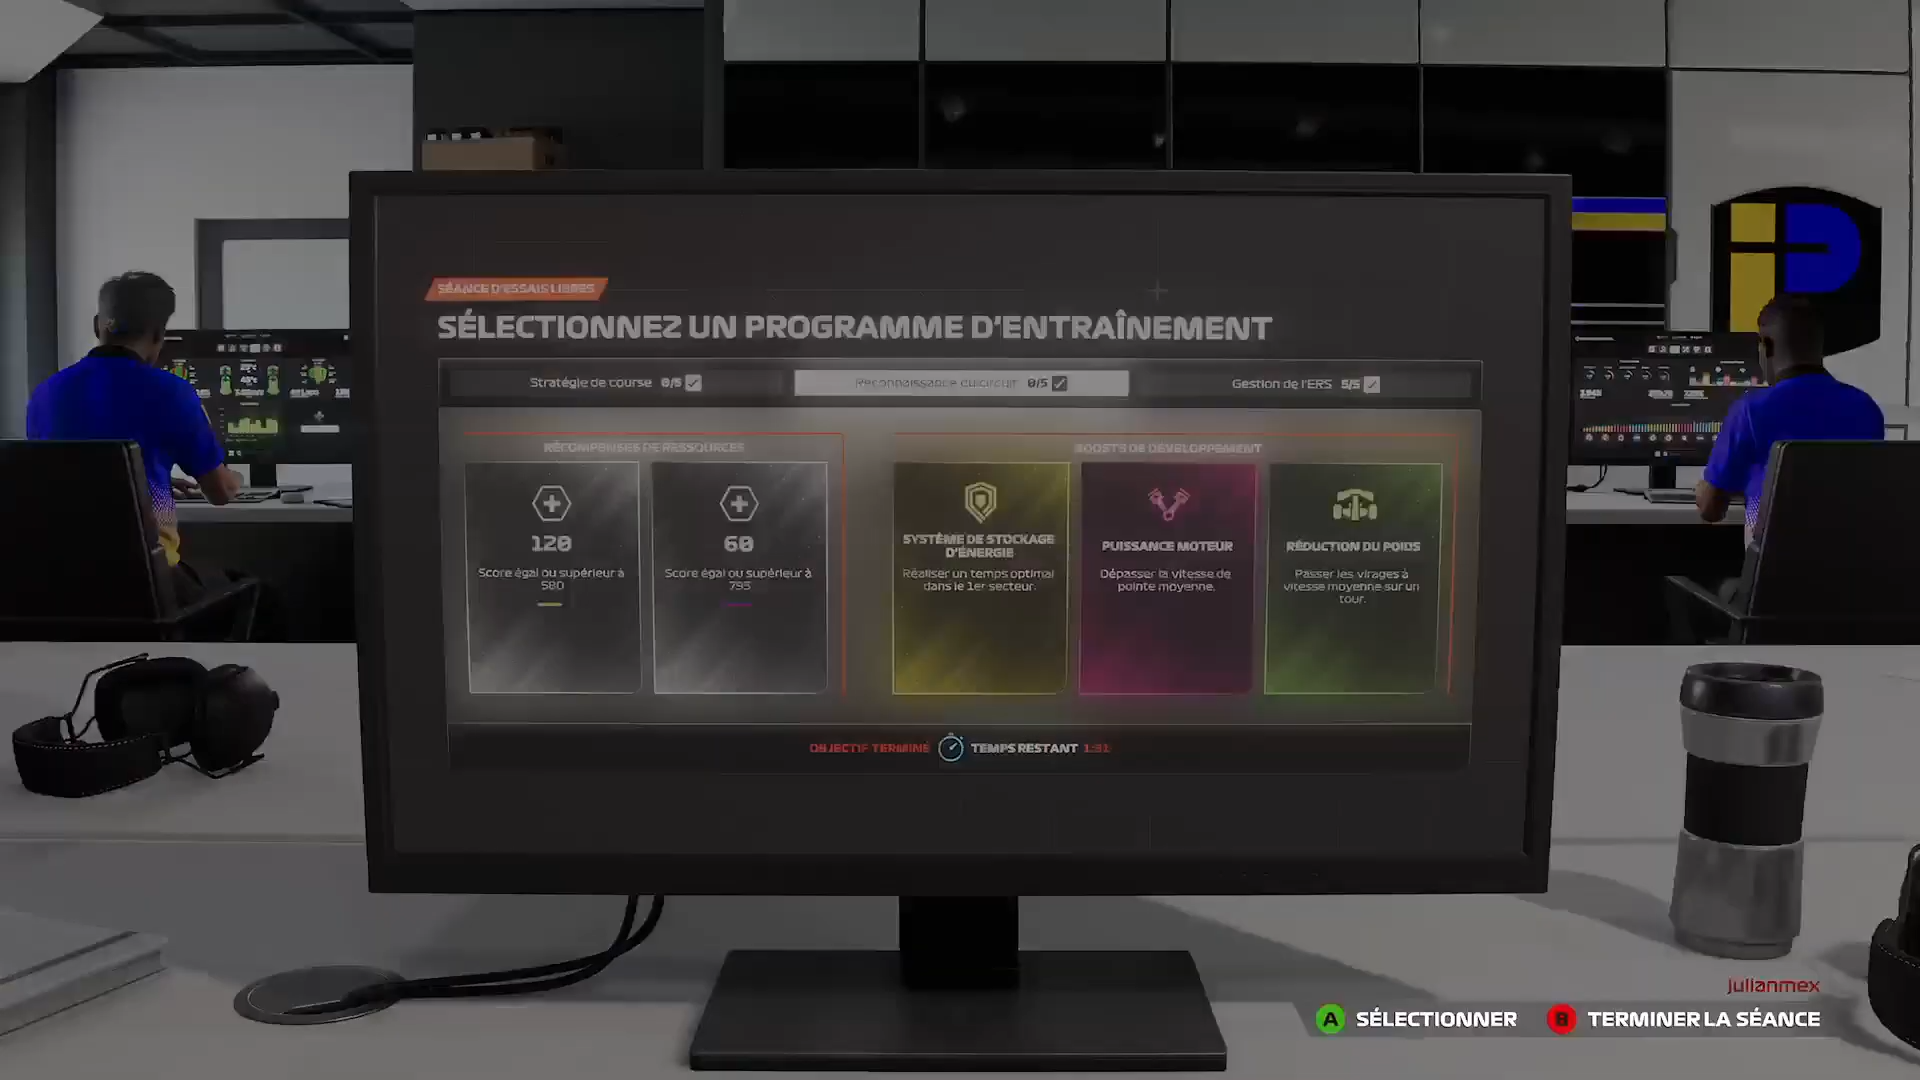 SÉANCE D'ESSAIS LIBRES
SÉLECTIONNEZ UN PROGRAMME D'ENTRAÎNEMENT
Stratégie de course 0/5
Reconnaissance du circuit 0/5
Gestion de l'ERS 5/5
RÉCOMPENSES DE RESSOURCES
BOOSTS DE DÉVELOPPEMENT
120
Score égal ou supérieur à
580
60
Score égal ou supérieur à
795
SYSTÈME DE STOCKAGE
D'ÉNERGIE
Réaliser un temps optimal
dans le 1er secteur.
PUISSANCE MOTEUR
Dépasser la vitesse de
pointe moyenne.
RÉDUCTION DU POIDS
Passer les virages à
vitesse moyenne sur un
tour.
OBJECTIF TERMINÉ TEMPS RESTANT 1:31
julianmex
A SÉLECTIONNER B TERMINER LA SÉANCE